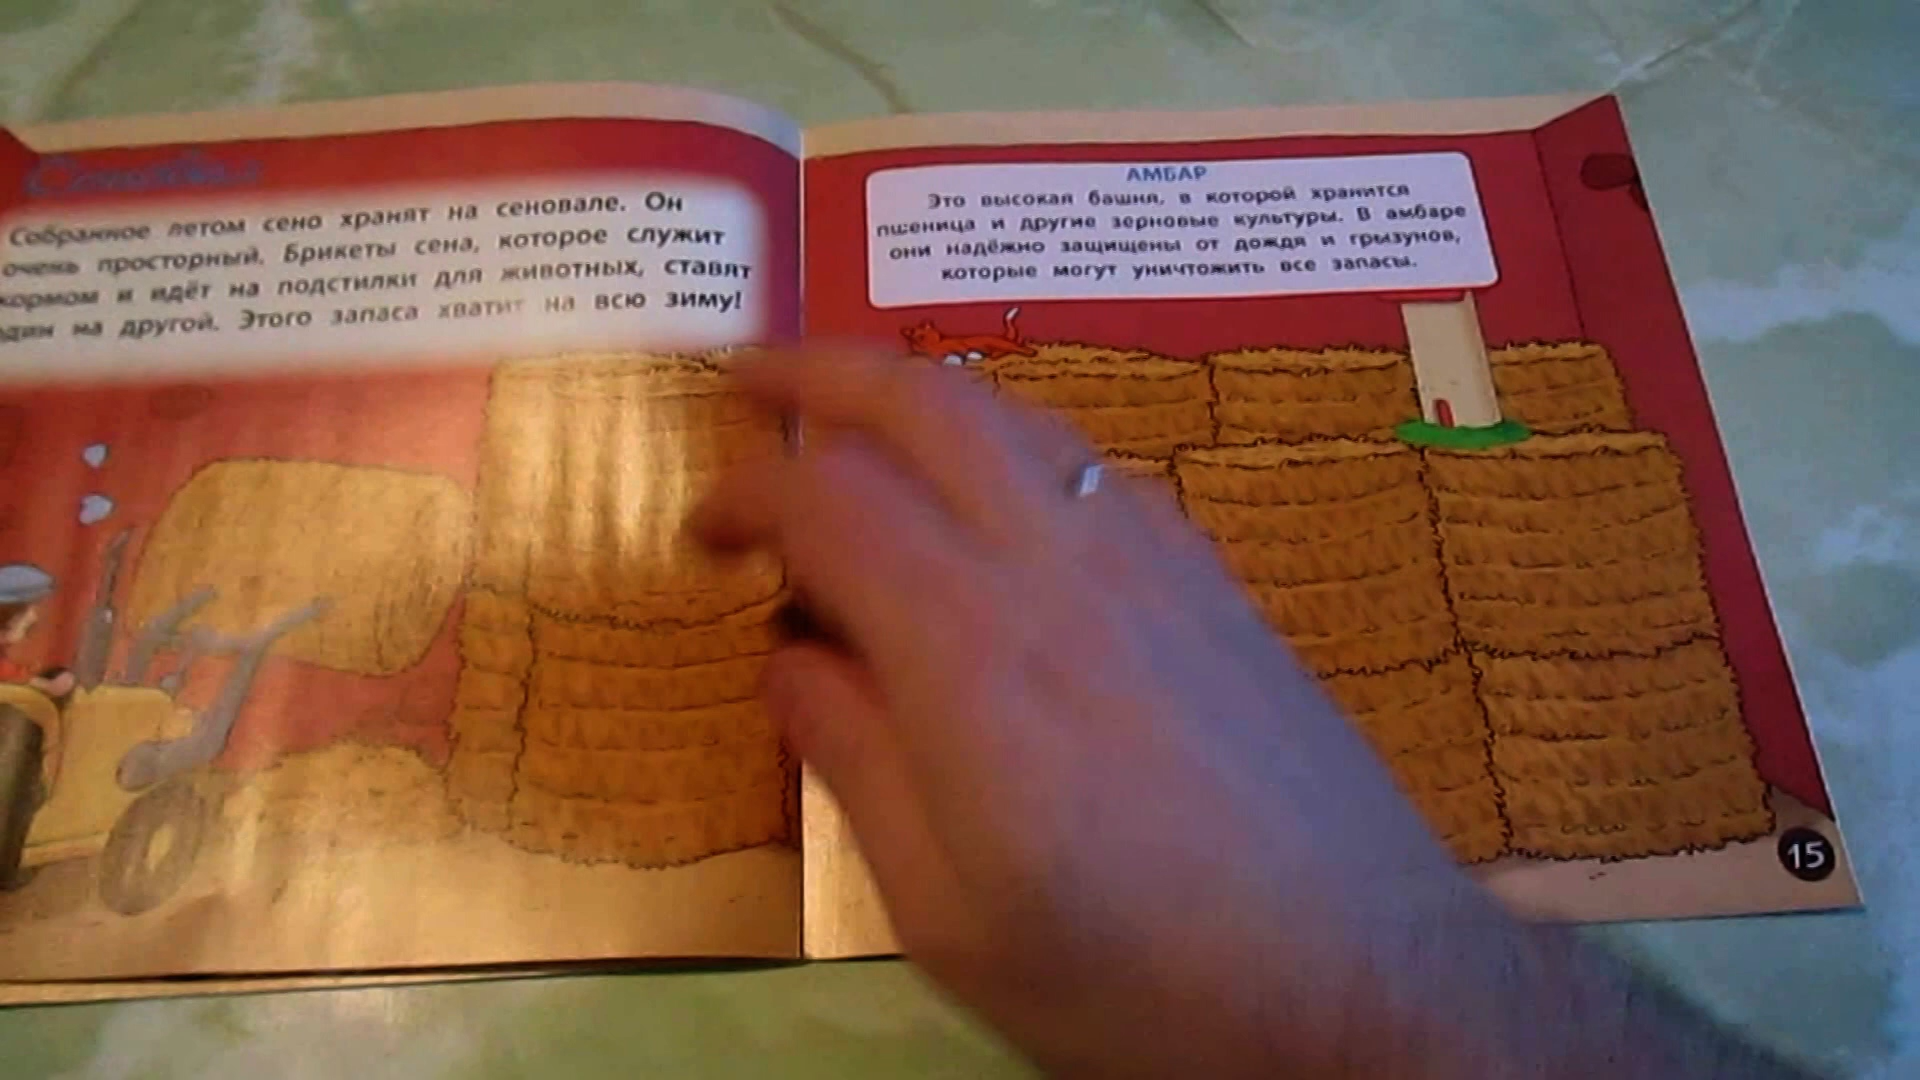 Сеновал
Собранное летом сено хранят на сеновале. Он
очень просторный. Брикеты сена, которое служит
кормом и идёт на подстилки для животных, ставят
один на другой. Этого запаса хватит на всю зиму!
АМБАР
Это высокая башня, в которой хранится
пшеница и другие зерновые культуры. В амбаре
они надёжно защищены от дождя и грызунов,
которые могут уничтожить все запасы.
15